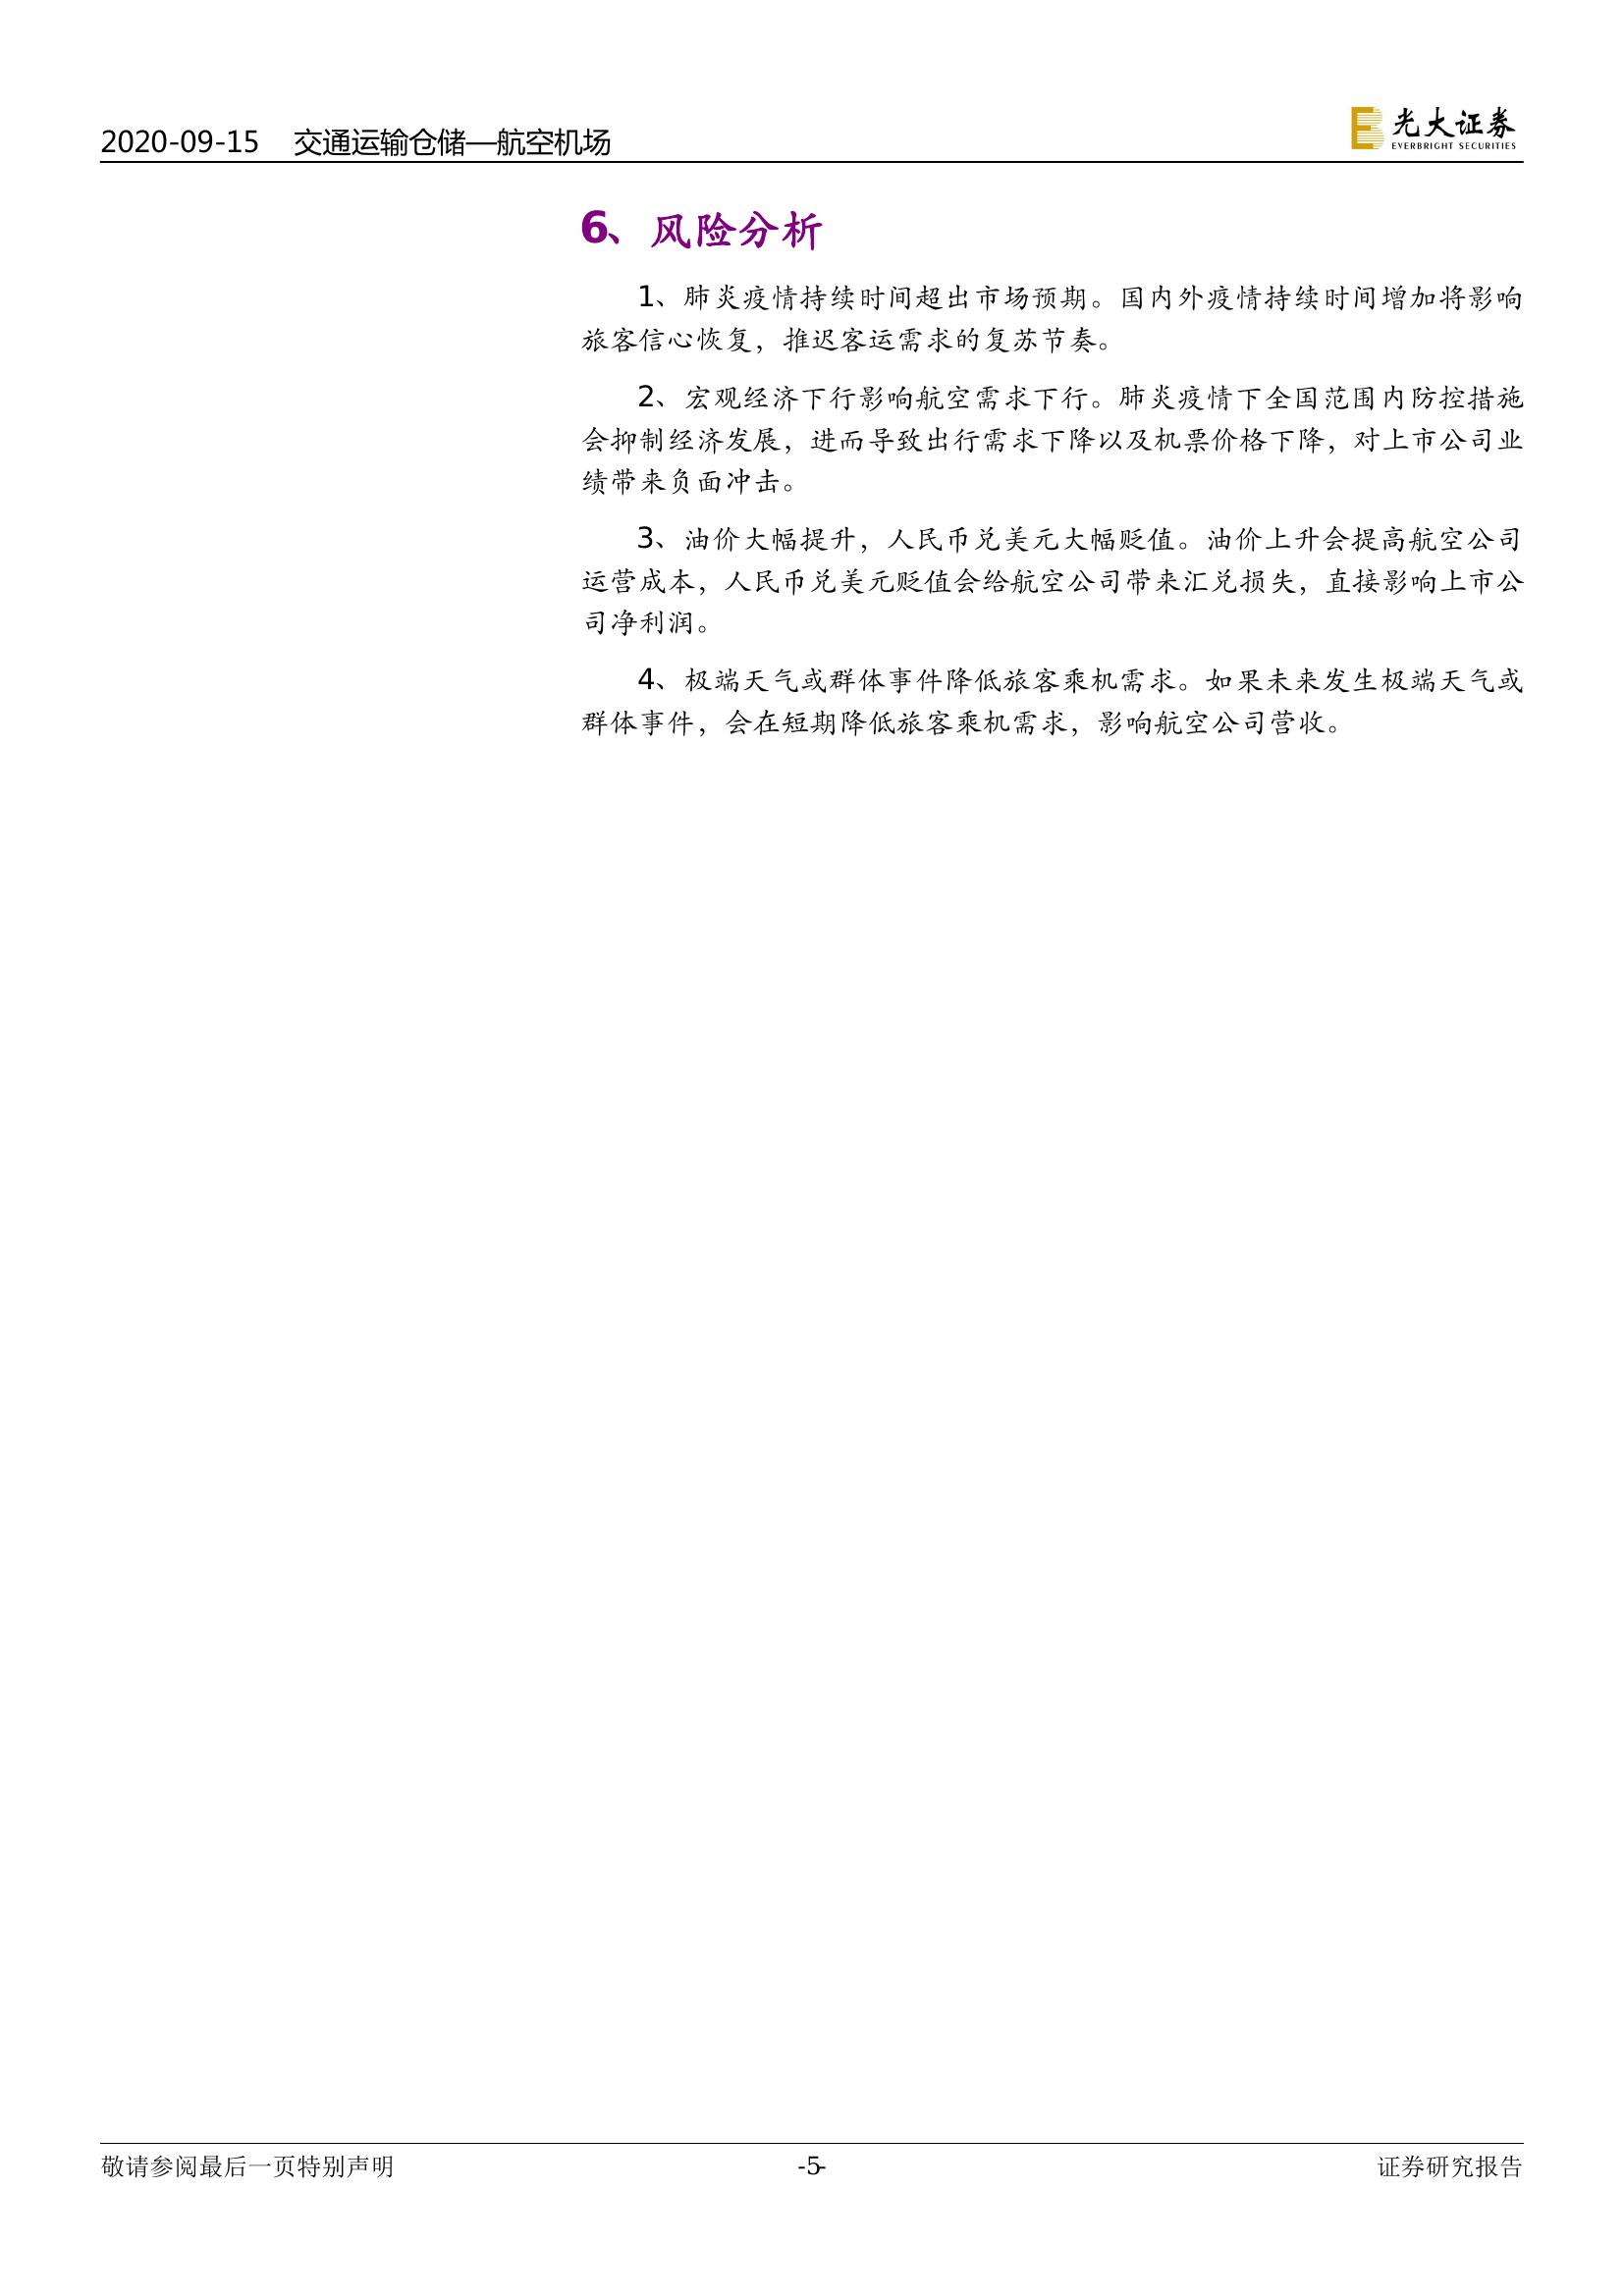 2020-09-15 交通运输仓储—航空机场
光大证券
EVERBRIGHT SECURITIES
6、风险分析
1、肺炎疫情持续时间超出市场预期。国内外疫情持续时间增加将影响
旅客信心恢复，推迟客运需求的复苏节奏。
2、宏观经济下行影响航空需求下行。肺炎疫情下全国范围内防控措施
会抑制经济发展，进而导致出行需求下降以及机票价格下降，对上市公司业
绩带来负面冲击。
3、油价大幅提升，人民币兑美元大幅贬值。油价上升会提高航空公司
运营成本，人民币兑美元贬值会给航空公司带来汇兑损失，直接影响上市公
司净利润。
4、极端天气或群体事件降低旅客乘机需求。如果未来发生极端天气或
群体事件，会在短期降低旅客乘机需求，影响航空公司营收。
敬请参阅最后一页特别声明 -5- 证券研究报告